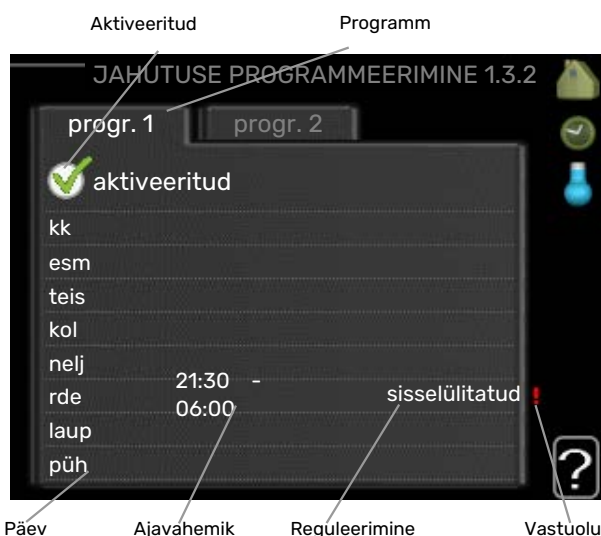 Aktiveeritud Programm
JAHUTUSE PROGRAMMEERIMINE 1.3.2
progr. 1 progr. 2
aktiveeritud
kk
esm
teis
kol
nelj
rde 21:30 - sisselülitatud !
06:00
laup
püh
?
Päev Ajavahemik Reguleerimine Vastuolu